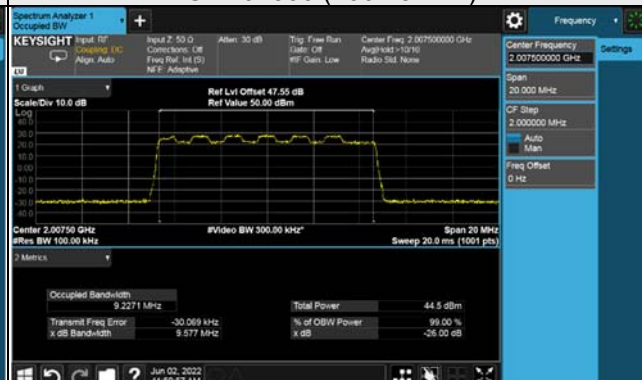 Spectrum Analyzer 1
Occupied BW
Frequency
KEYSIGHT
Input: RF
Coupling: DC
Align: Auto
Input Z: 50 Ω
Corrections: Off
Freq Ref: Int (S)
NFE: Adaptive
Atten: 30 dB
Trig: Free Run
Gate: Off
#IF Gain: Low
Center Freq: 2.007500000 GHz
Avg|Hold:>10/10
Radio Std: None
LU
Center Frequency
2.007500000 GHz
Settings
Span
20.000 MHz
CF Step
2.000000 MHz
Auto
Man
Freq Offset
0 Hz
1 Graph
Scale/Div 10.0 dB
Ref Lvl Offset 47.55 dB
Ref Value 50.00 dBm
Log
40.0
30.0
20.0
10.0
0.00
-10.0
-20.0
-30.0
-40.0
Center 2.00750 GHz
#Res BW 100.00 kHz
#Video BW 300.00 kHz*
Span 20 MHz
Sweep 20.0 ms (1001 pts)
2 Metrics
Occupied Bandwidth
9.2271 MHz
Total Power
44.5 dBm
Transmit Freq Error
-30.069 kHz
% of OBW Power
99.00 %
x dB Bandwidth
9.577 MHz
x dB
-26.00 dB
?
Jun 02, 2022